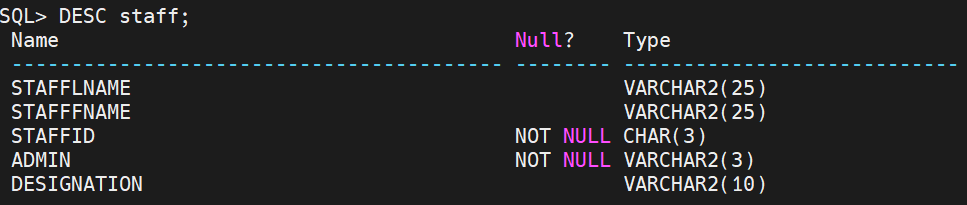 SQL> DESC staff;
Name Null? Type
----------------------------------------- -------- ----------------------------
STAFFLNAME VARCHAR2(25)
STAFFFNAME VARCHAR2(25)
STAFFID NOT NULL CHAR(3)
ADMIN NOT NULL VARCHAR2(3)
DESIGNATION VARCHAR2(10)